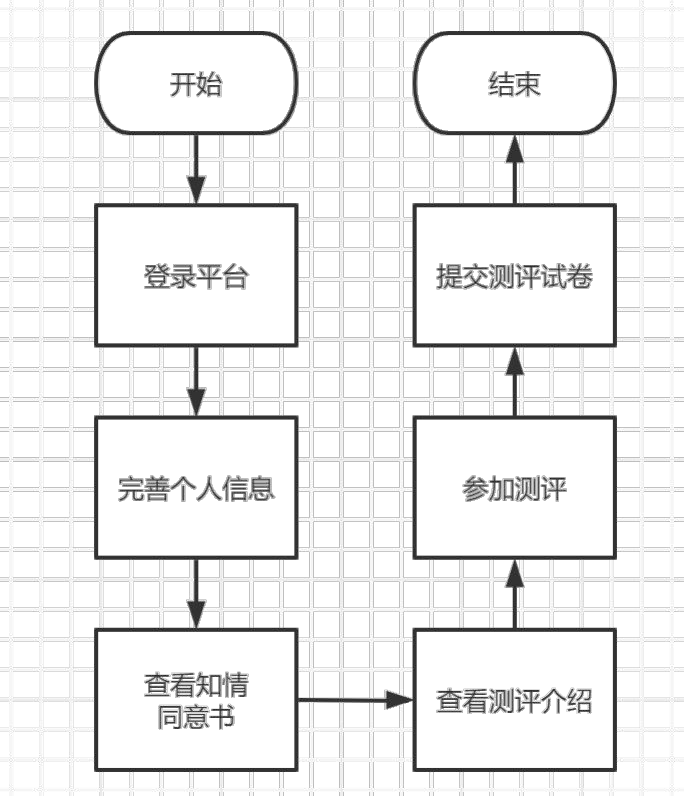 开始
登录平台
完善个人信息
查看知情
同意书
查看测评介绍
参加测评
提交测评试卷
结束